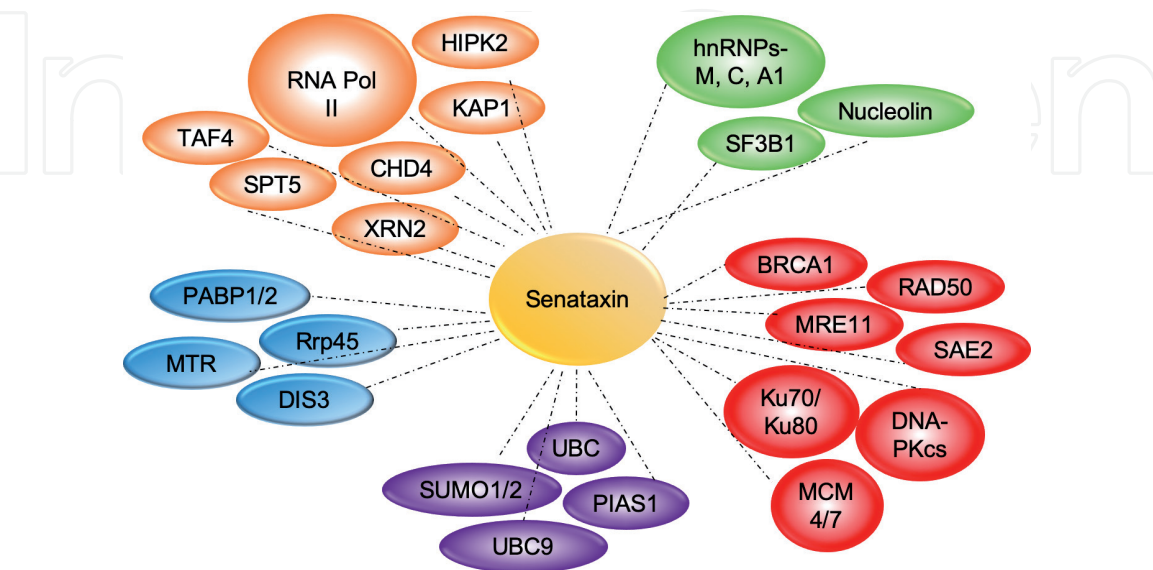 HIPK2
RNA Pol
II
KAP1
TAF4
CHD4
SPT5
XRN2
hnRNPs-
M, C, A1
Nucleolin
SF3B1
Senataxin
PABP1/2
Rrp45
MTR
DIS3
BRCA1
RAD50
MRE11
SAE2
Ku70/
Ku80
DNA-
PKcs
MCM
4/7
UBC
SUMO1/2
PIAS1
UBC9